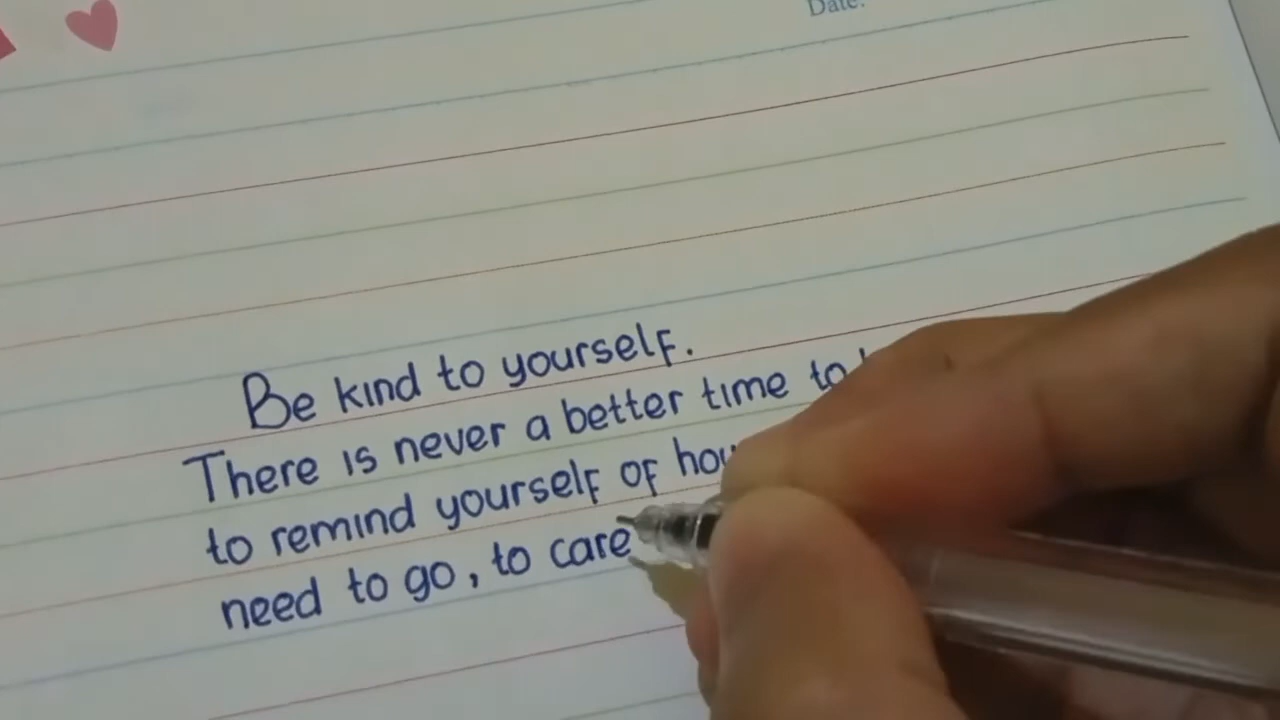 Date:
Be kind to yourself.
There is never a better time to
to remind yourself of
need to go, to care